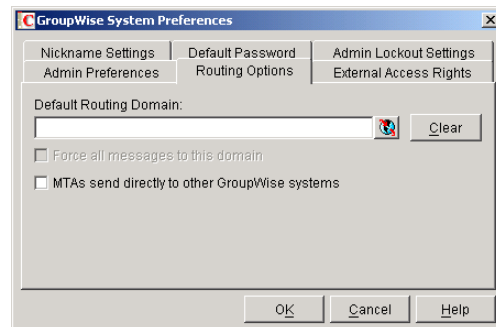 GroupWise System Preferences
Nickname Settings Default Password Admin Lockout Settings
Admin Preferences Routing Options External Access Rights
Default Routing Domain:
Clear
Force all messages to this domain
MTAs send directly to other GroupWise systems
OK Cancel Help